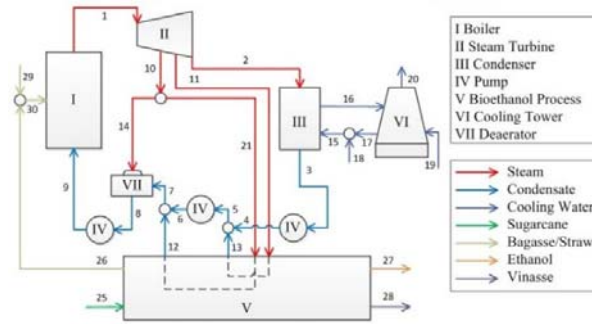 1
II
2
I Boiler
II Steam Turbine
III Condenser
IV Pump
V Bioethanol Process
VI Cooling Tower
VII Deaerator
29
30
I
10
11
20
III
16
VI
14
21
15
17
18
19
9
VII
7
3
8
IV
6
IV
5
4
IV
12
13
Steam
Condensate
Cooling Water
Sugarcane
Bagasse/Straw
Ethanol
Vinasse
26
27
25
V
28